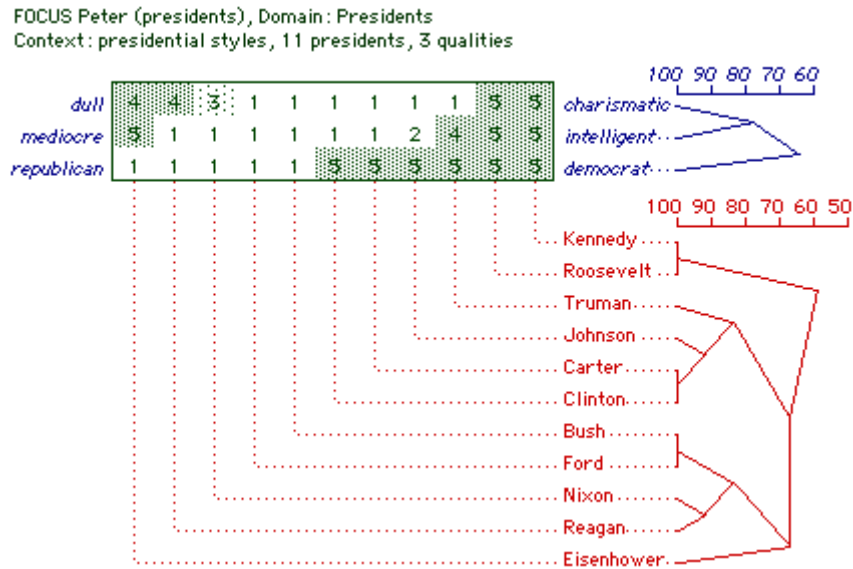 FOCUS Peter (presidents), Domain: Presidents
Context: presidential styles, 11 presidents, 3 qualities
100 90 80 70 60
dull 4 4 3 1 1 1 1 1 1 5 5 charismatic
mediocre 5 1 1 1 1 1 1 2 4 5 5 intelligent
republican 1 1 1 1 1 5 5 5 5 5 5 democrat
100 90 80 70 60 50
Kennedy
Roosevelt
Truman
Johnson
Carter
Clinton
Bush
Ford
Nixon
Reagan
Eisenhower